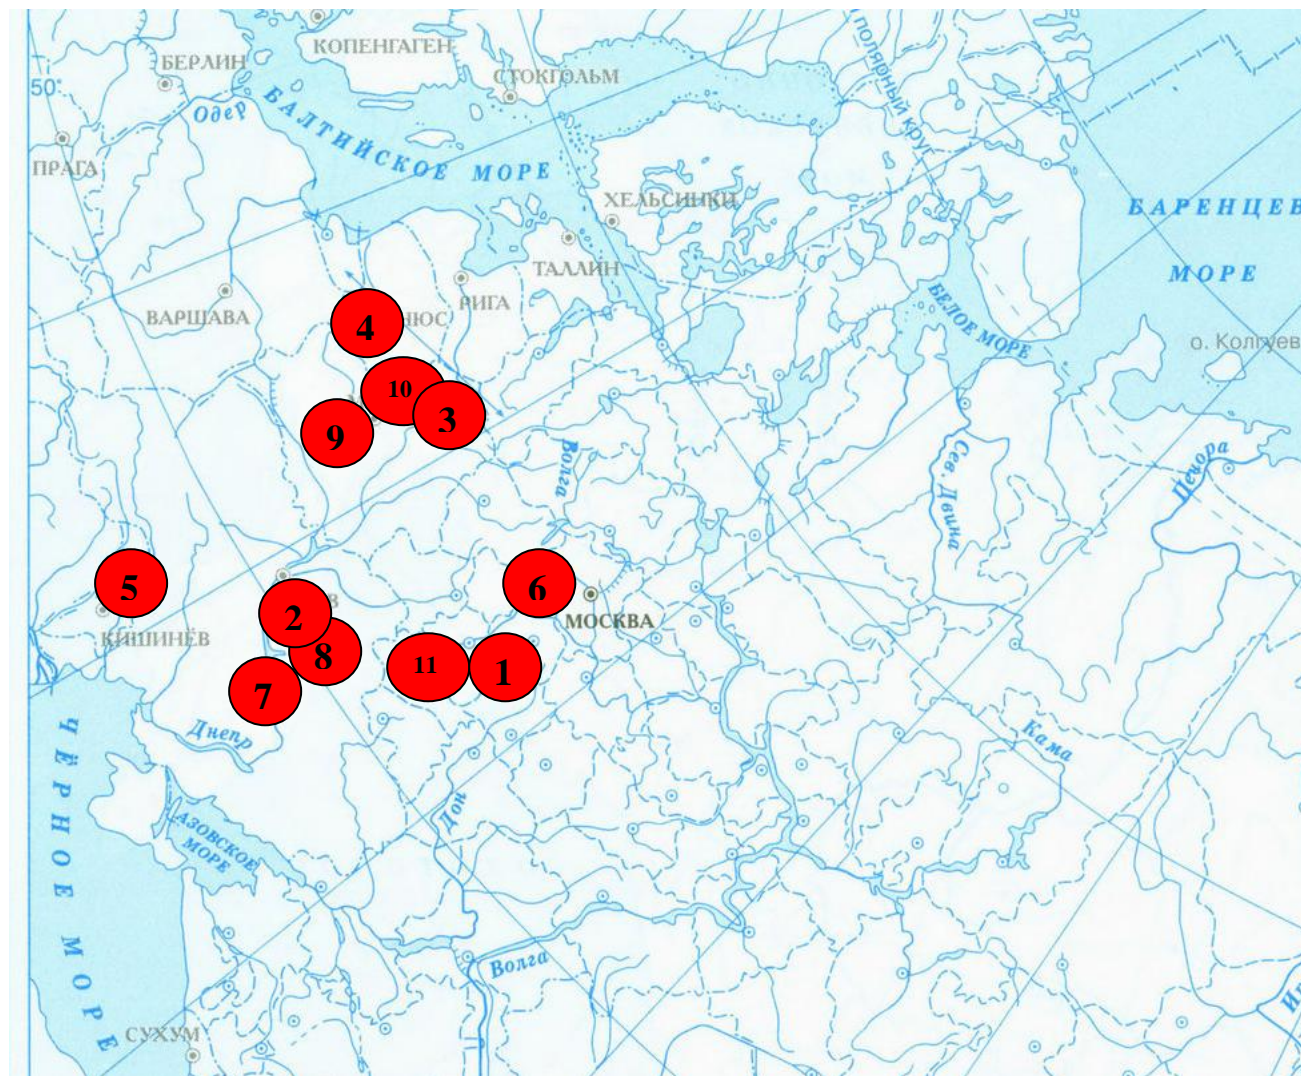 КОПЕНГАГЕН
БЕРЛИН
СТОКГОЛЬМ
50°
Одер
БАЛТИЙСКОЕ МОРЕ
ПОЛЯРНЫЙ КРУГ
ПРАГА
ХЕЛЬСИНКИ
БАРЕНЦЕВ
МОРЕ
ТАЛЛИН
РИГА
ВАРШАВА
4
НЮС
БЕЛОЕ МОРЕ
о. Колгуев
10
3
9
Волга
Сев. Двина
Печора
5
6
2
В
МОСКВА
КИШИНЁВ
8
11
1
7
Днепр
Кама
ЧЁРНОЕ МОРЕ
Дон
АЗОВСКОЕ
МОРЕ
Волга
СУХУМ